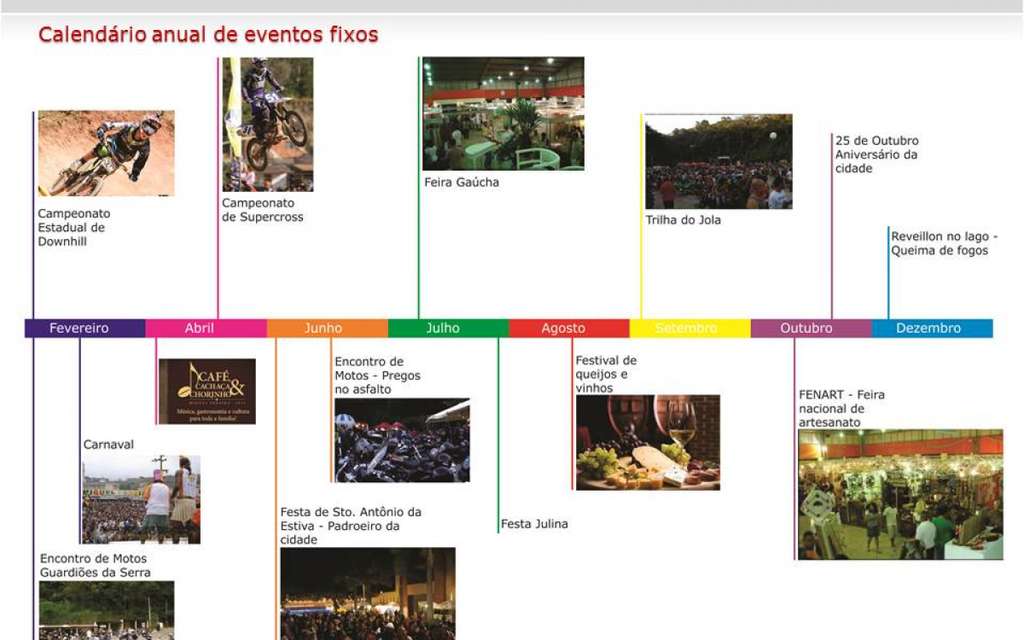 Calendário anual de eventos fixos
Campeonato
Estadual de
Downhill
Campeonato
de Supercross
Feira Gaúcha
Trilha do Jola
25 de Outubro
Aniversário da
cidade
Reveillon no lago -
Queima de fogos
Fevereiro
Abril
Junho
Julho
Agosto
Setembro
Outubro
Dezembro
CAFÉ
CACHAÇA &
CHORINHO
Música, gastronomia e cultura
para toda a família!
Encontro de
Motos - Pregos
no asfalto
Festival de
queijos e
vinhos
FENART - Feira
nacional de
artesanato
Carnaval
Festa de Sto. Antônio da
Estiva - Padroeiro da
cidade
Festa Julina
Encontro de Motos
Guardiões da Serra